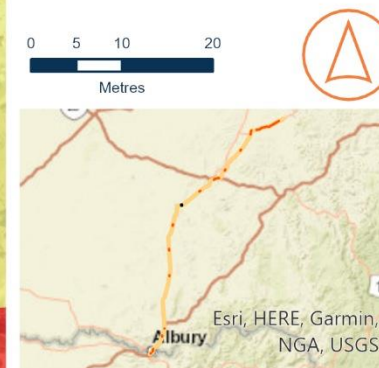 0 5 10 20
Metres
Albury
Esri, HERE, Garmin,
NGA, USGS